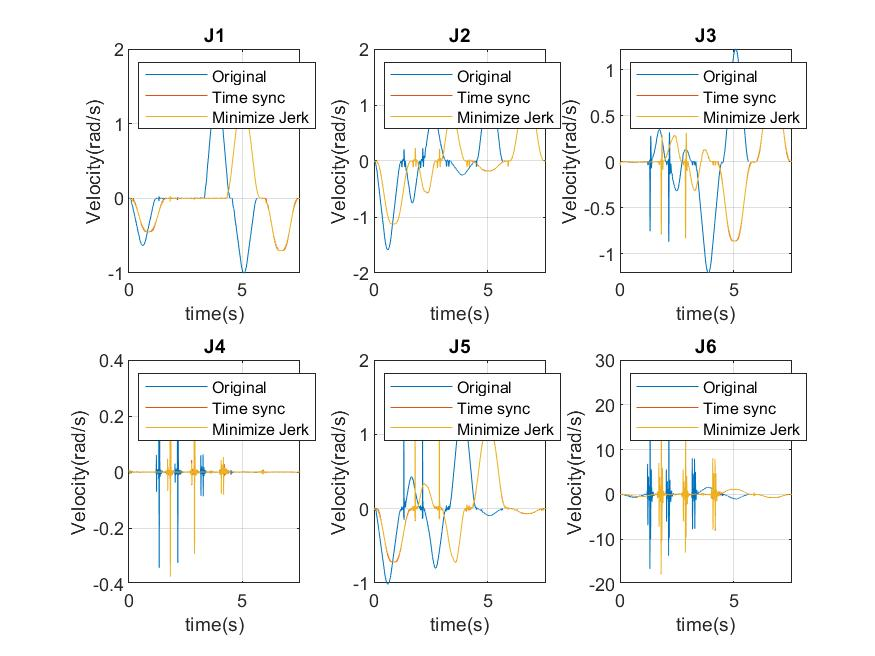 J1
2
1
0
-1
Velocity(rad/s)
Original
Time sync
Minimize Jerk
0
5
time(s)
J2
2
1
0
-1
-2
Velocity(rad/s)
Original
Time sync
Minimize Jerk
0
5
time(s)
J3
1
0.5
0
-0.5
-1
Velocity(rad/s)
Original
Time sync
Minimize Jerk
0
5
time(s)
J4
0.4
0.2
0
-0.2
-0.4
Velocity(rad/s)
Original
Time sync
Minimize Jerk
0
5
time(s)
J5
2
1
0
-1
Velocity(rad/s)
Original
Time sync
Minimize Jerk
0
5
time(s)
J6
30
20
10
0
-10
-20
Velocity(rad/s)
Original
Time sync
Minimize Jerk
0
5
time(s)